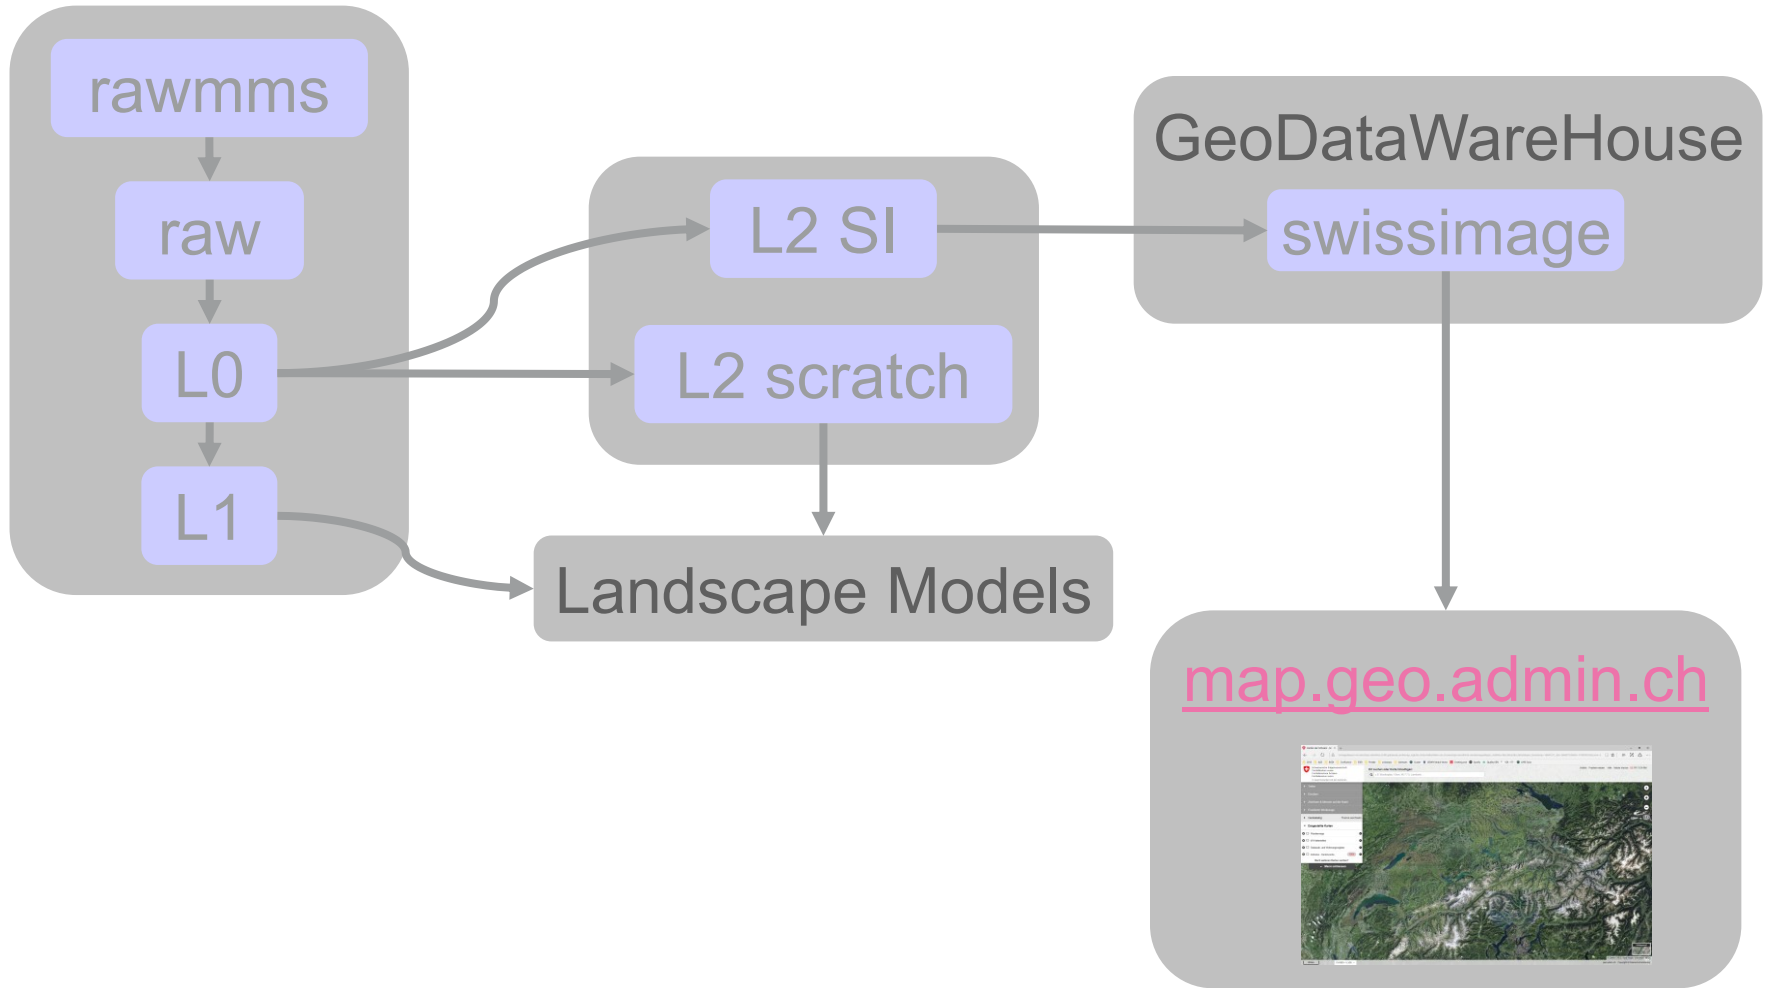 rawmms
raw
L0
L1
L2 SI
L2 scratch
Landscape Models
GeoDataWareHouse
swissimage
map.geo.admin.ch